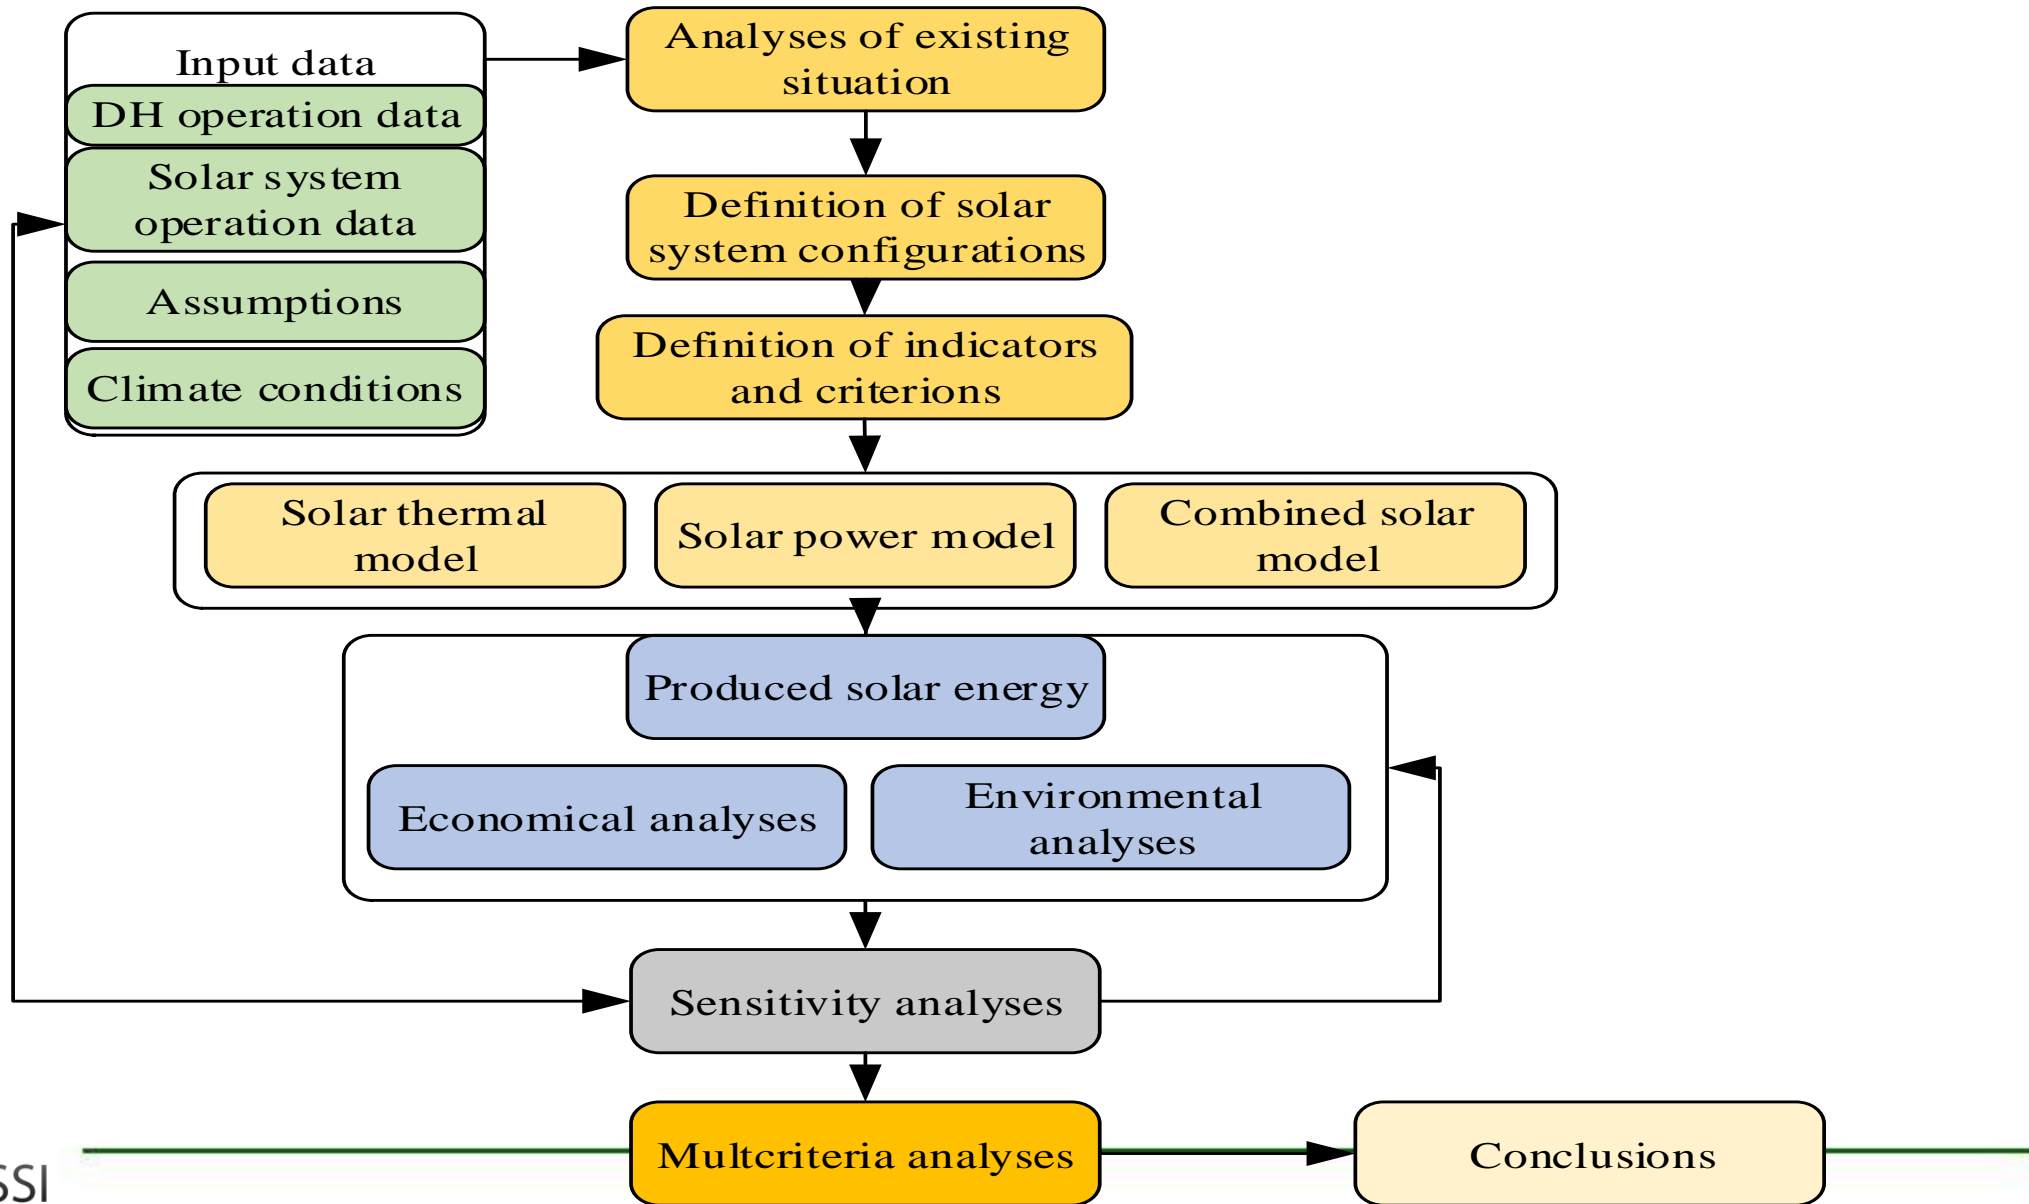 Input data
DH operation data
Solar system
operation data
Assumptions
Climate conditions
Analyses of existing
situation
Definition of solar
system configurations
Definition of indicators
and criterions
Solar thermal
model
Solar power model
Combined solar
model
Produced solar energy
Economical analyses
Environmental
analyses
Sensitivity analyses
Multcriteria analyses
Conclusions
SSI